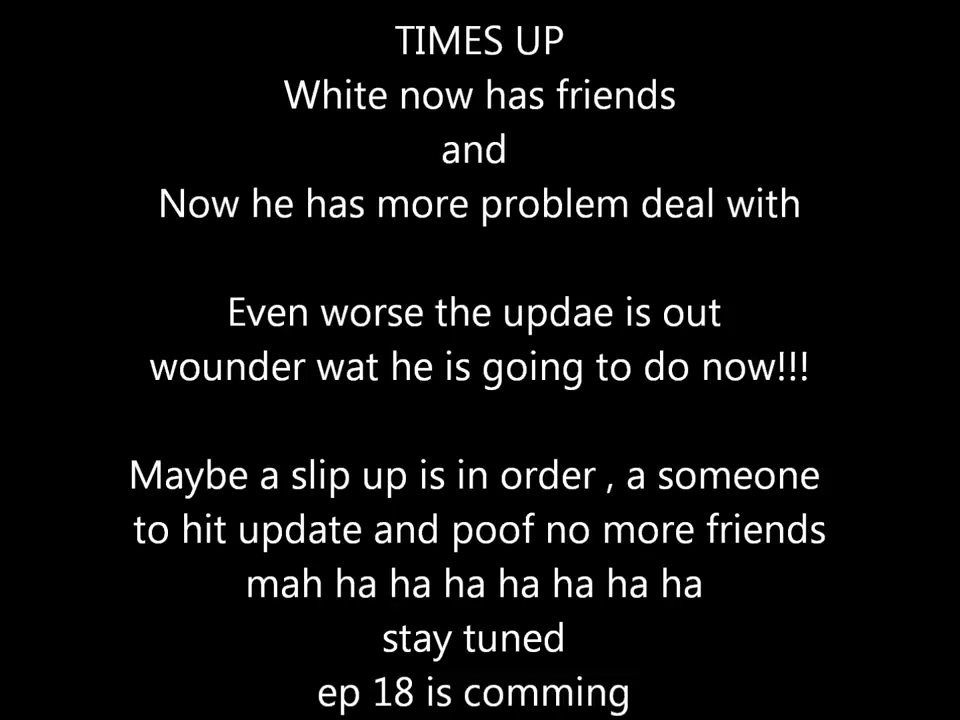 TIMES UP
White now has friends
and
Now he has more problem deal with
Even worse the updae is out
wounder wat he is going to do now!!!
Maybe a slip up is in order , a someone
to hit update and poof no more friends
mah ha ha ha ha ha ha ha
stay tuned
ep 18 is comming